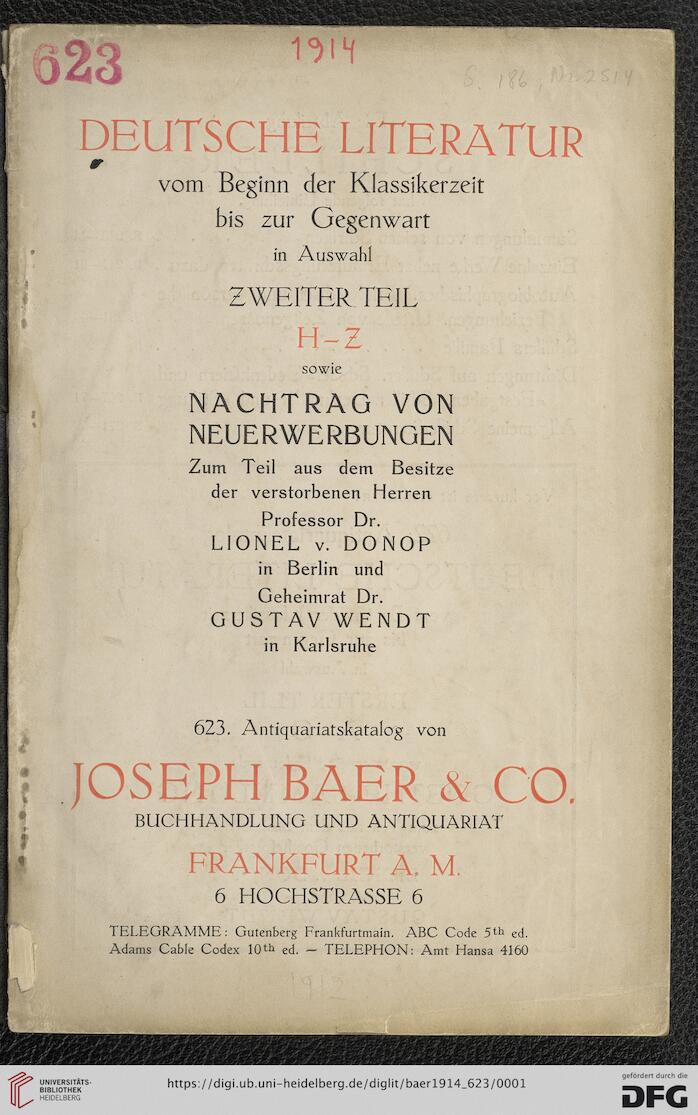 623
1914
S. 186, Nr. 2514
DEUTSCHE LITERATUR
vom Beginn der Klassikerzeit
bis zur Gegenwart
in Auswahl
ZWEITER TEIL
H–Z
sowie
NACHTRAG VON
NEUERWERBUNGEN
Zum Teil aus dem Besitze
der verstorbenen Herren
Professor Dr.
LIONEL v. DONOP
in Berlin und
Geheimrat Dr.
GUSTAV WENDT
in Karlsruhe
623. Antiquariatskatalog von
JOSEPH BAER & CO.
BUCHHANDLUNG UND ANTIQUARIAT
FRANKFURT A. M.
6 HOCHSTRASSE 6
TELEGRAMME: Gutenberg Frankfurtmain. ABC Code 5th ed.
Adams Cable Codex 10th ed. — TELEPHON: Amt Hansa 4160
UNIVERSITÄTS-
BIBLIOTHEK
HEIDELBERG
https://digi.ub.uni-heidelberg.de/diglit/baer1914_623/0001
gefördert durch die
DFG